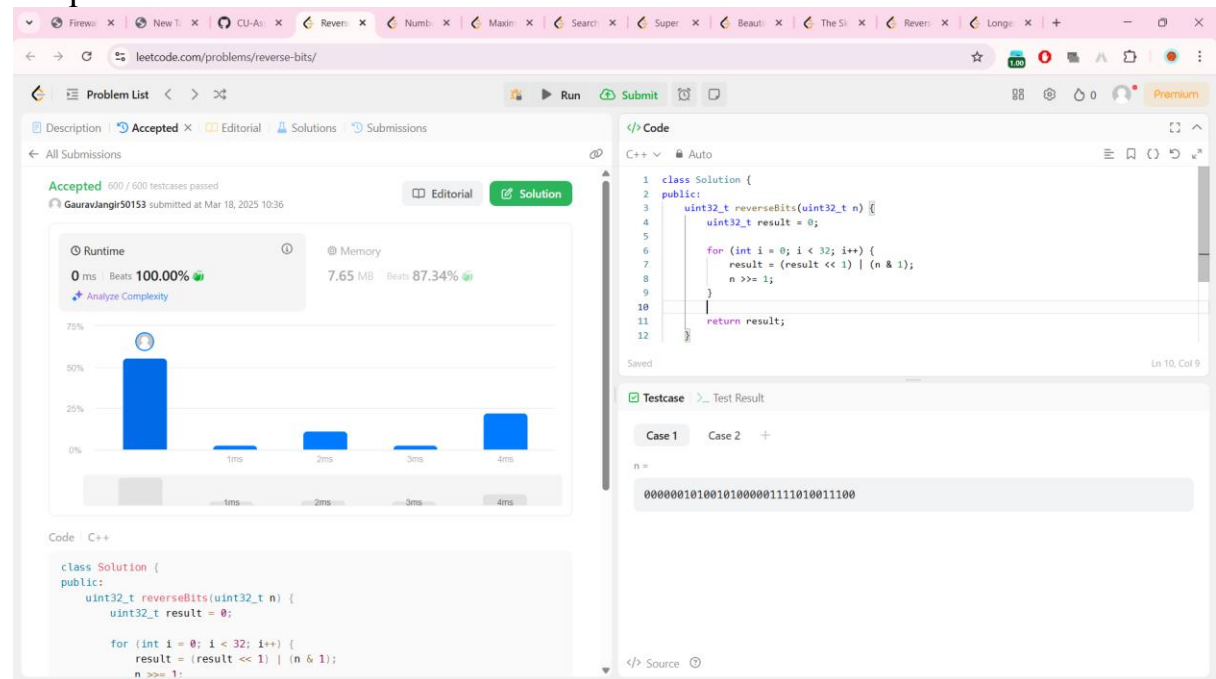 Firewa
New Ta
CU-As
Revers
Numb
Maxim
Search
Super
Beauti
The Sk
Revers
Longe
leetcode.com/problems/reverse-bits/
1.00
Problem List
Run
Submit
0
Premium
Description
Accepted
Editorial
Solutions
Submissions
All Submissions
Accepted 600 / 600 testcases passed
GauravJangir50153 submitted at Mar 18, 2025 10:36
Editorial
Solution
Runtime
0 ms Beats 100.00%
Analyze Complexity
Memory
7.65 MB Beats 87.34%
75%
50%
25%
0%
1ms 2ms 3ms 4ms
1ms 2ms 3ms 4ms
Code C++
class Solution {
public:
uint32_t reverseBits(uint32_t n) {
uint32_t result = 0;
for (int i = 0; i < 32; i++) {
result = (result << 1) | (n & 1);
n >>= 1;
</> Code
C++ Auto
1 class Solution {
2 public:
3 uint32_t reverseBits(uint32_t n) {
4 uint32_t result = 0;
5
6 for (int i = 0; i < 32; i++) {
7 result = (result << 1) | (n & 1);
8 n >>= 1;
9 }
10
11 return result;
12 }
Saved
Ln 10, Col 9
Testcase
>_ Test Result
Case 1 Case 2 +
n =
00000010100101000001111010011100
</> Source